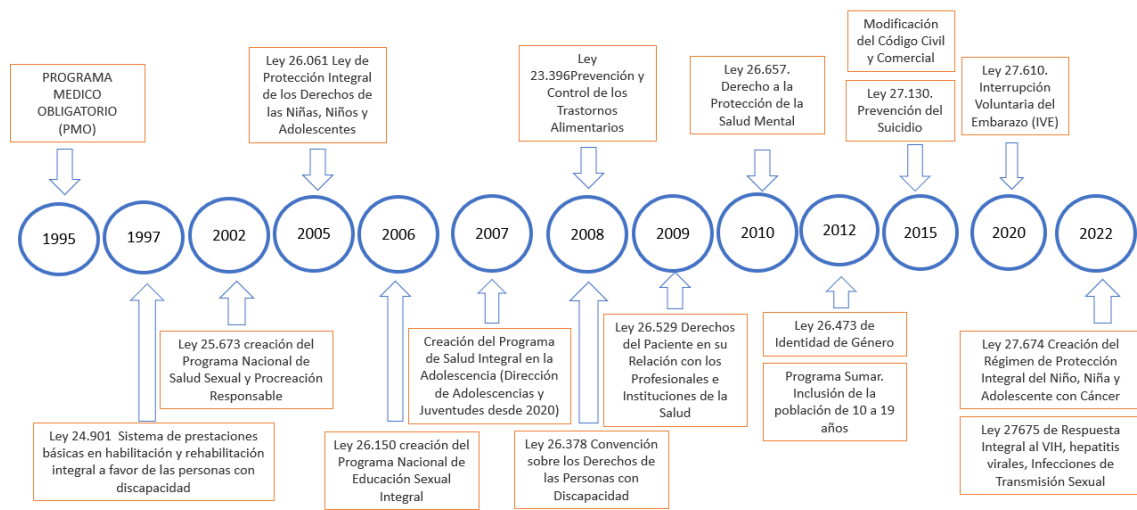 PROGRAMA
MEDICO
OBLIGATORIO
(PMO)
Ley 26.061 Ley de
Protección Integral
de los Derechos de
las Niñas, Niños y
Adolescentes
Ley
23.396Prevención y
Control de los
Trastornos
Alimentarios
Ley 26.657.
Derecho a la
Protección de la
Salud Mental
Modificación
del Código Civil
y Comercial
Ley 27.130.
Prevención del
Suicidio
Ley 27.610.
Interrupción
Voluntaria del
Embarazo (IVE)
1995
1997
2002
2005
2006
2007
2008
2009
2010
2012
2015
2020
2022
Ley 24.901 Sistema de prestaciones
básicas en habilitación y rehabilitación
integral a favor de las personas con
discapacidad
Ley 25.673 creación del
Programa Nacional de
Salud Sexual y Procreación
Responsable
Ley 26.150 creación del
Programa Nacional de
Educación Sexual
Integral
Creación del Programa
de Salud Integral en la
Adolescencia (Dirección
de Adolescencias y
Juventudes desde 2020)
Ley 26.378 Convención
sobre los Derechos de
las Personas con
Discapacidad
Ley 26.529 Derechos
del Paciente en su
Relación con los
Profesionales e
Instituciones de la
Salud
Ley 26.473 de
Identidad de Género
Programa Sumar.
Inclusión de la
población de 10 a 19
años
Ley 27.674 Creación del
Régimen de Protección
Integral del Niño, Niña y
Adolescente con Cáncer
Ley 27675 de Respuesta
Integral al VIH, hepatitis
virales, Infecciones de
Transmisión Sexual